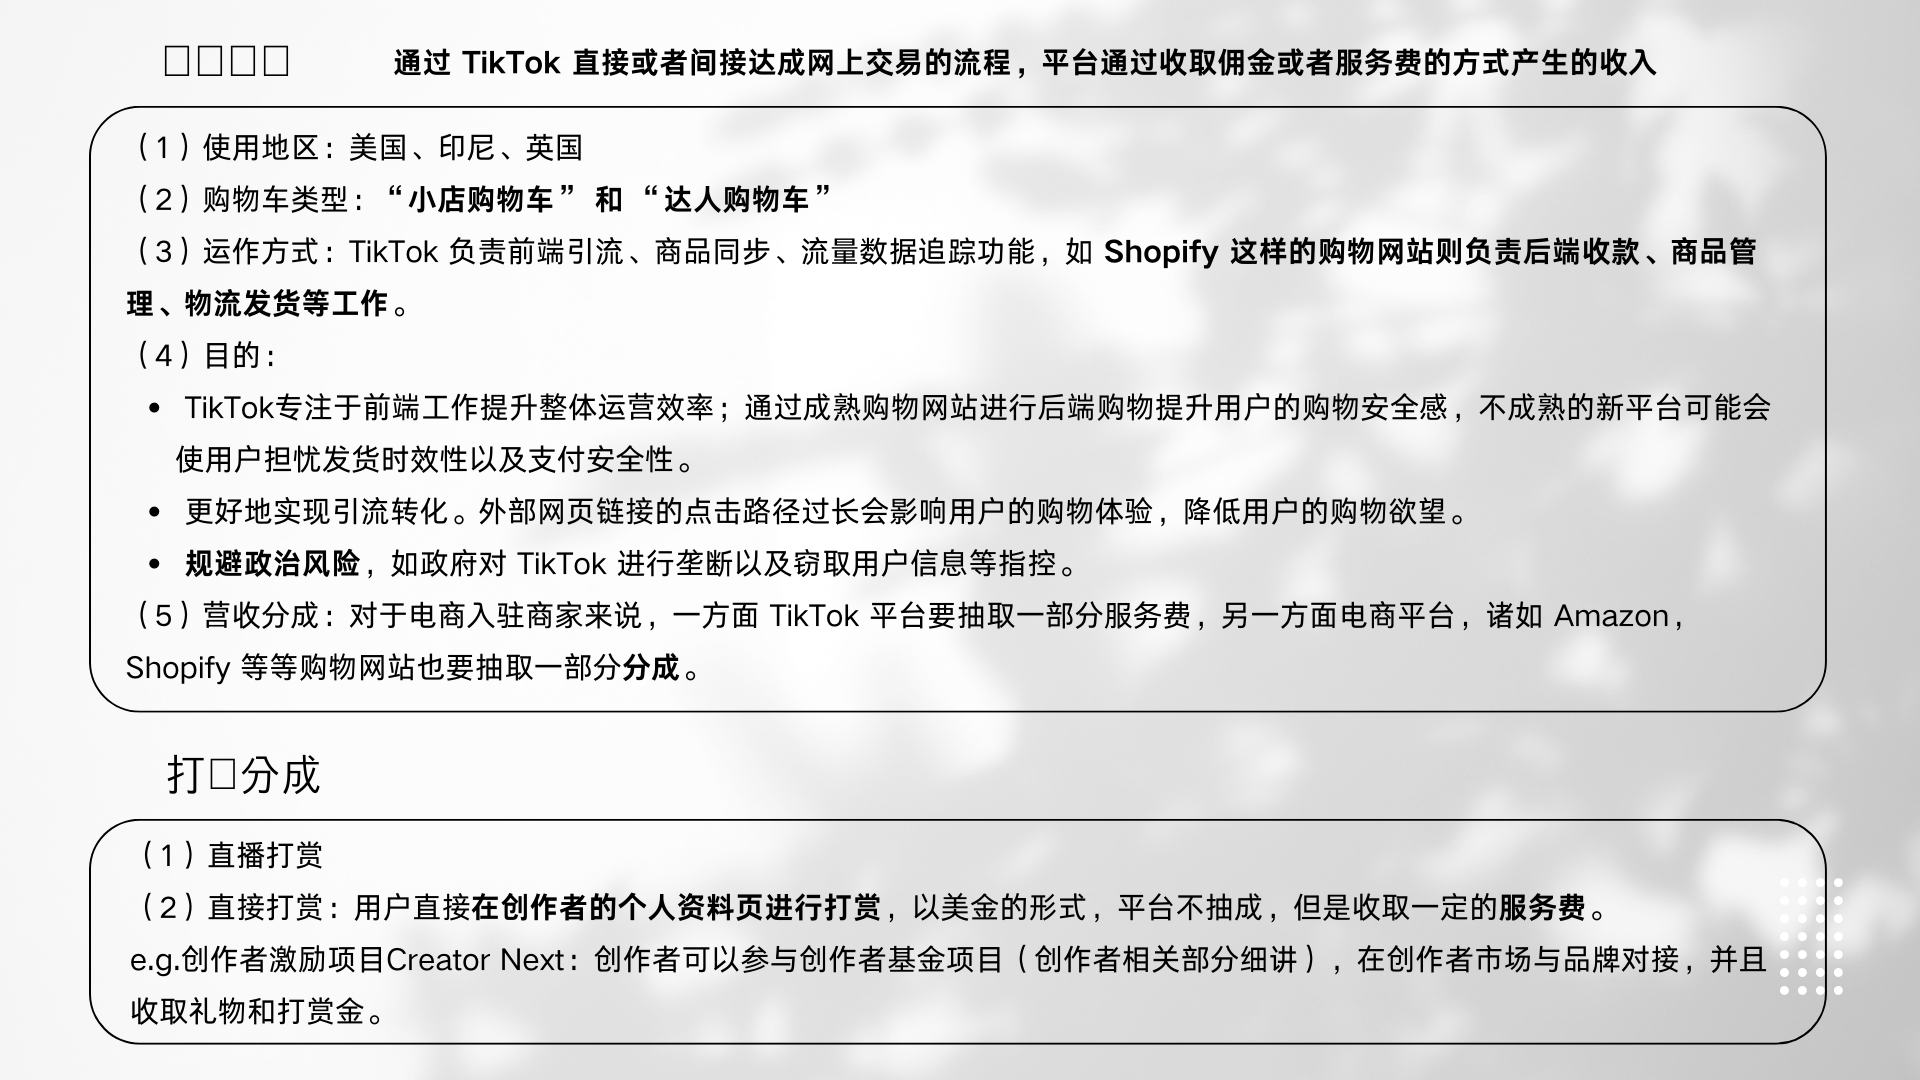 通过 TikTok 直接或者间接达成网上交易的流程，平台通过收取佣金或者服务费的方式产生的收入
（1）使用地区：美国、印尼、英国
（2）购物车类型：“小店购物车” 和 “达人购物车”
（3）运作方式：TikTok 负责前端引流、商品同步、流量数据追踪功能，如 Shopify 这样的购物网站则负责后端收款、商品管
理、物流发货等工作。
（4）目的：
• TikTok专注于前端工作提升整体运营效率；通过成熟购物网站进行后端购物提升用户的购物安全感，不成熟的新平台可能会
使用户担忧发货时效性以及支付安全性。
• 更好地实现引流转化。外部网页链接的点击路径过长会影响用户的购物体验，降低用户的购物欲望。
• 规避政治风险，如政府对 TikTok 进行垄断以及窃取用户信息等指控。
（5）营收分成：对于电商入驻商家来说，一方面 TikTok 平台要抽取一部分服务费，另一方面电商平台，诸如 Amazon，
Shopify 等等购物网站也要抽取一部分分成。
打□分成
（1）直播打赏
（2）直接打赏：用户直接在创作者的个人资料页进行打赏，以美金的形式，平台不抽成，但是收取一定的服务费。
e.g.创作者激励项目Creator Next：创作者可以参与创作者基金项目（创作者相关部分细讲），在创作者市场与品牌对接，并且
收取礼物和打赏金。